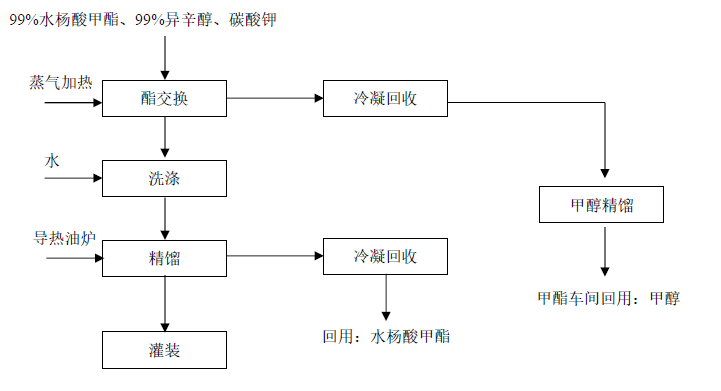 99%水杨酸甲酯、99%异辛醇、碳酸钾
蒸气加热
酯交换
冷凝回收
水
洗涤
甲醇精馏
导热油炉
精馏
冷凝回收
甲酯车间回用：甲醇
回用：水杨酸甲酯
灌装